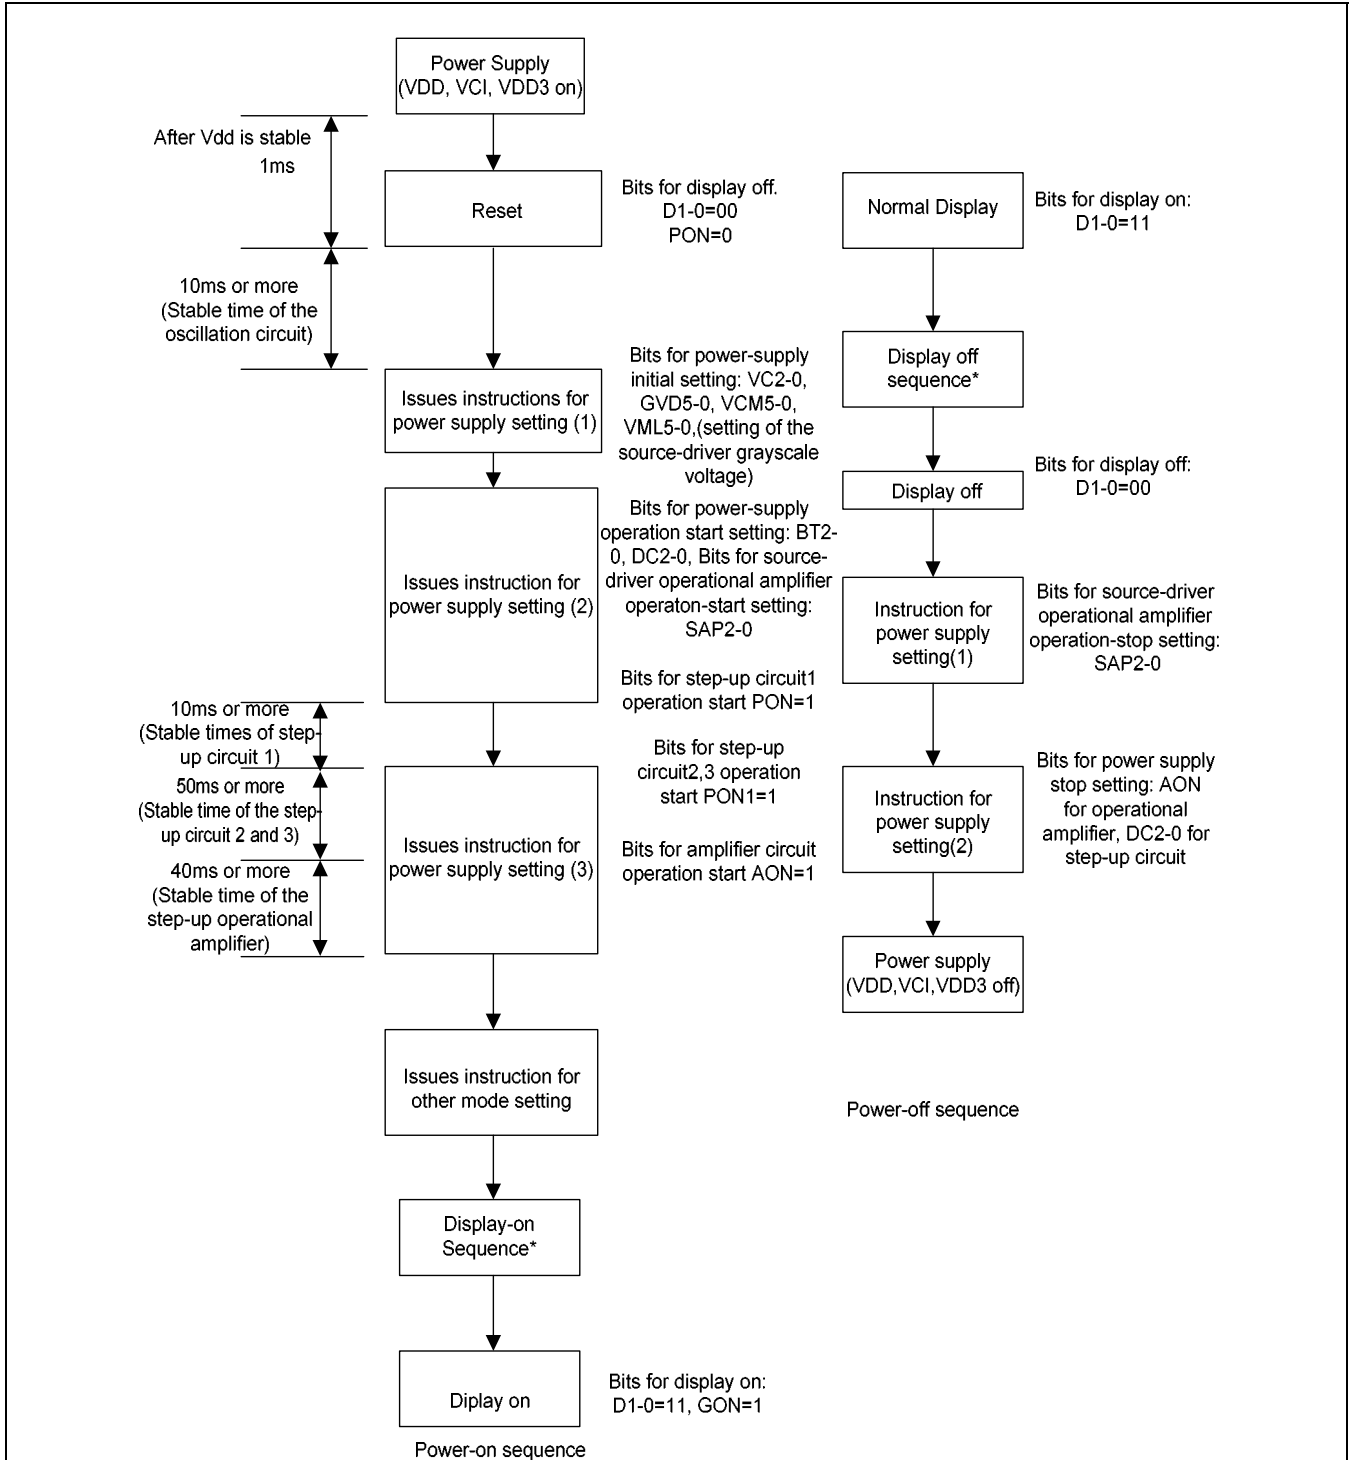 Power Supply
(VDD, VCI, VDD3 on)
After Vdd is stable
1ms
Reset
Bits for display off.
D1-0=00
PON=0
10ms or more
(Stable time of the
oscillation circuit)
Issues instructions for
power supply setting (1)
Bits for power-supply
initial setting: VC2-0,
GVD5-0, VCM5-0,
VML5-0,(setting of the
source-driver grayscale
voltage)
Issues instruction for
power supply setting (2)
Bits for power-supply
operation start setting: BT2-
0, DC2-0, Bits for source-
driver operational amplifier
operaton-start setting:
SAP2-0
Bits for step-up circuit1
operation start PON=1
10ms or more
(Stable times of step-
up circuit 1)
50ms or more
(Stable time of the step-
up circuit 2 and 3)
40ms or more
(Stable time of the
step-up operational
amplifier)
Issues instruction for
power supply setting (3)
Bits for step-up
circuit2,3 operation
start PON1=1
Bits for amplifier circuit
operation start AON=1
Issues instruction for
other mode setting
Display-on
Sequence*
Diplay on
Bits for display on:
D1-0=11, GON=1
Power-on sequence
Normal Display
Bits for display on:
D1-0=11
Display off
sequence*
Display off
Bits for display off:
D1-0=00
Instruction for
power supply
setting(1)
Bits for source-driver
operational amplifier
operation-stop setting:
SAP2-0
Instruction for
power supply
setting(2)
Bits for power supply
stop setting: AON
for operational
amplifier, DC2-0 for
step-up circuit
Power supply
(VDD,VCI,VDD3 off)
Power-off sequence